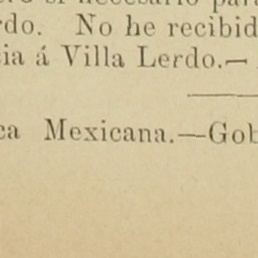 rdo. No he recibid
ia á Villa Lerdo.—
ca Mexicana.—Gob